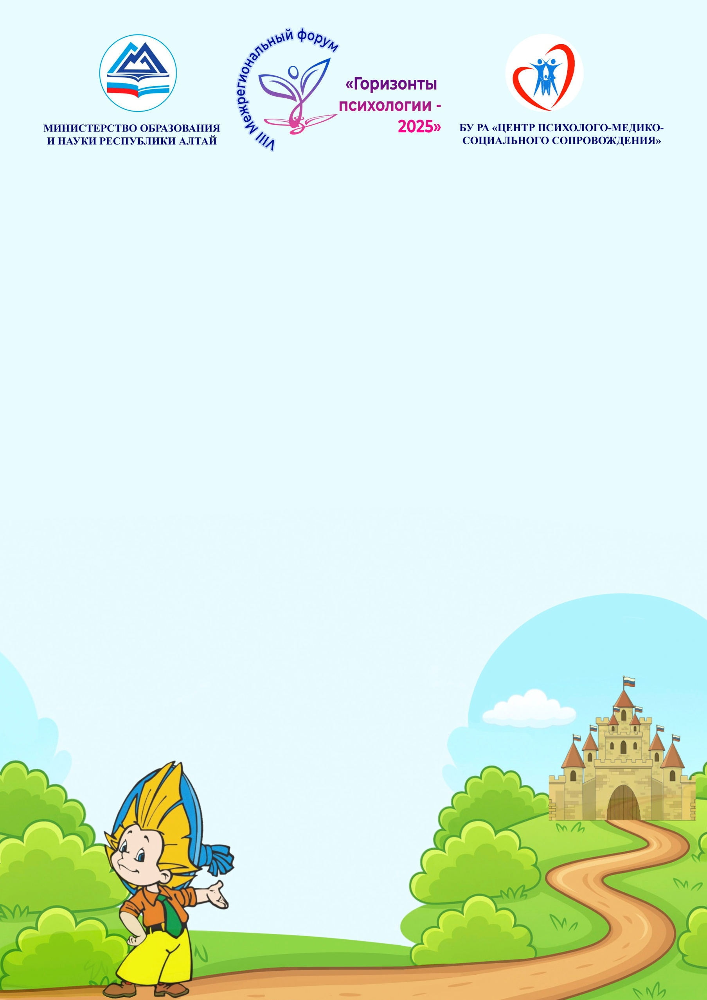 МИНИСТЕРСТВО ОБРАЗОВАНИЯ
И НАУКИ РЕСПУБЛИКИ АЛТАЙ
VIII Межрегиональный форум
«Горизонты
психологии -
2025»
БУ РА «ЦЕНТР ПСИХОЛОГО-МЕДИКО-
СОЦИАЛЬНОГО СОПРОВОЖДЕНИЯ»